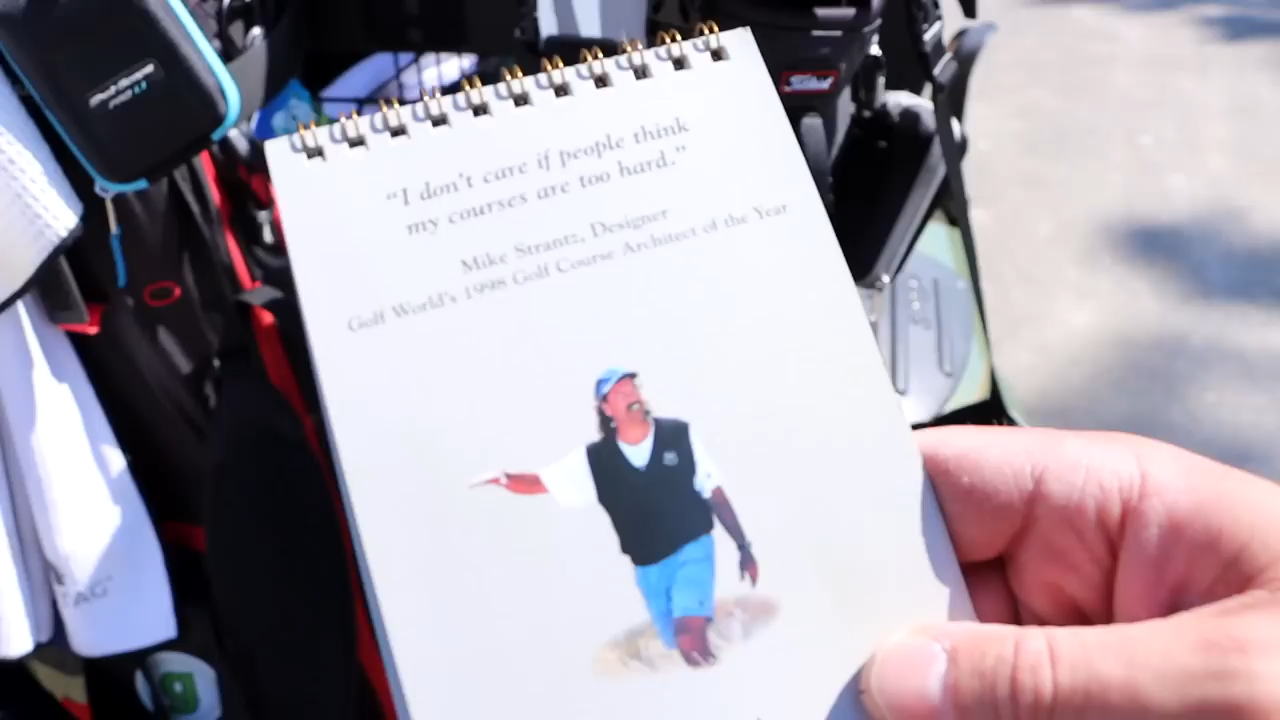 “I don't care if people think
my courses are too hard.”
Mike Strantz, Designer
Golf World's 1998 Golf Course Architect of the Year